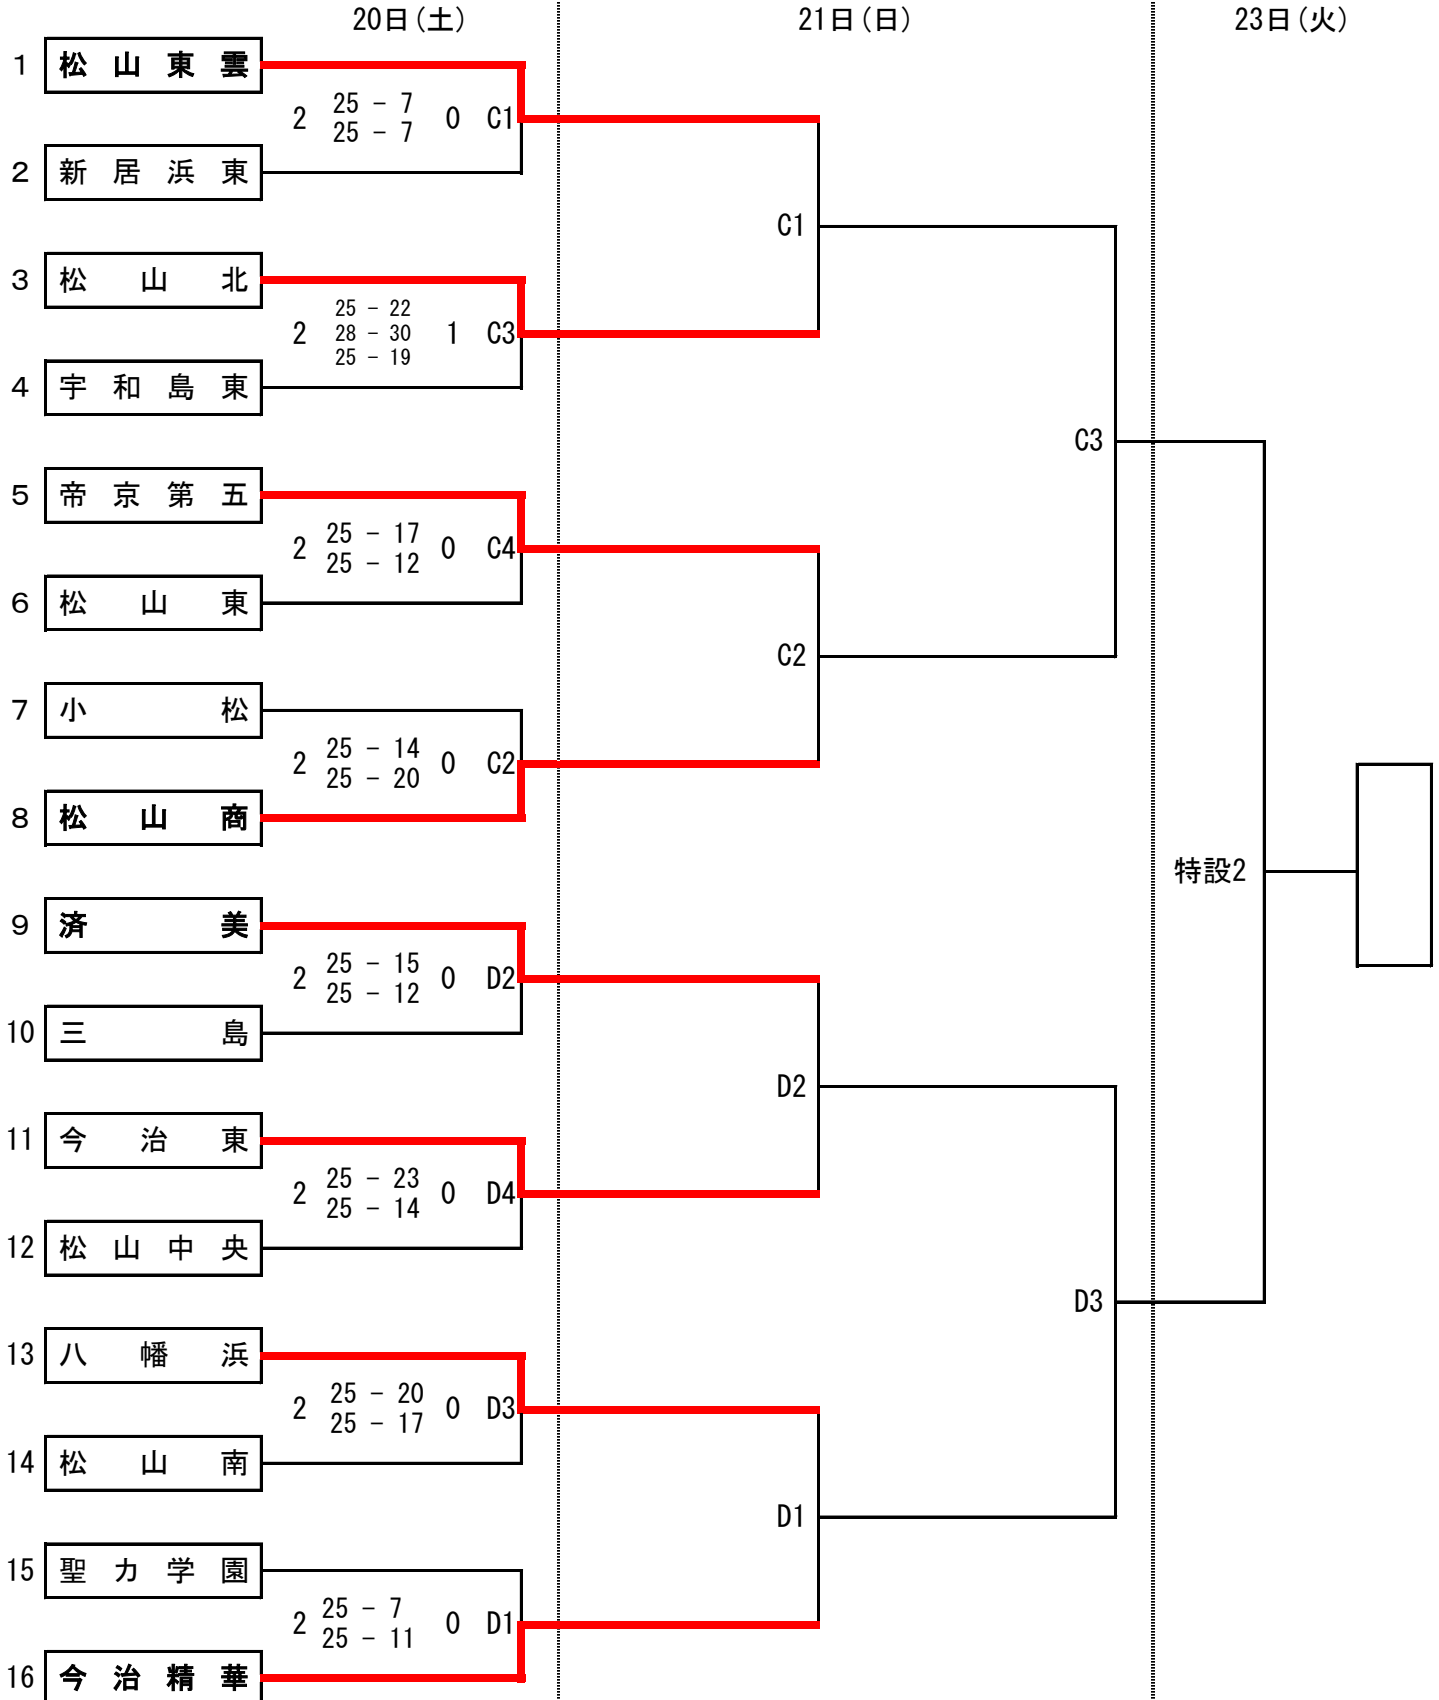 20日(土) 21日(日) 23日(火)
1 松山東雲
2 25 - 7 0 C1
25 - 7
2 新居浜東
C1
3 松山北
25 - 22
2 28 - 30 1 C3
25 - 19
4 宇和島東
C3
5 帝京第五
2 25 - 17 0 C4
25 - 12
6 松山東
C2
7 小松
2 25 - 14 0 C2
25 - 20
8 松山商
特設2
9 済美
2 25 - 15 0 D2
25 - 12
10 三島
D2
11 今治東
2 25 - 23 0 D4
25 - 14
12 松山中央
D3
13 八幡浜
2 25 - 20 0 D3
25 - 17
14 松山南
D1
15 聖カ学園
2 25 - 7 0 D1
25 - 11
16 今治精華